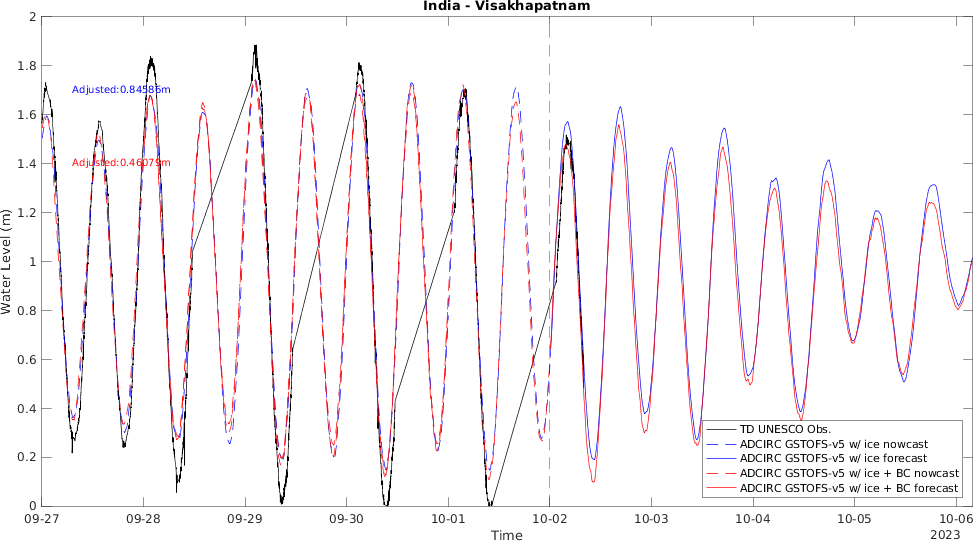 India - Visakhapatnam
2
1.8
1.6
1.4
1.2
1
0.8
0.6
0.4
0.2
0
Water Level (m)
Adjusted:0.84586m
Adjusted:0.46079m
TD UNESCO Obs.
ADCIRC GSTOFS-v5 w/ ice nowcast
ADCIRC GSTOFS-v5 w/ ice forecast
ADCIRC GSTOFS-v5 w/ ice + BC nowcast
ADCIRC GSTOFS-v5 w/ ice + BC forecast
09-27 09-28 09-29 09-30 10-01 10-02 10-03 10-04 10-05 10-06
2023
Time